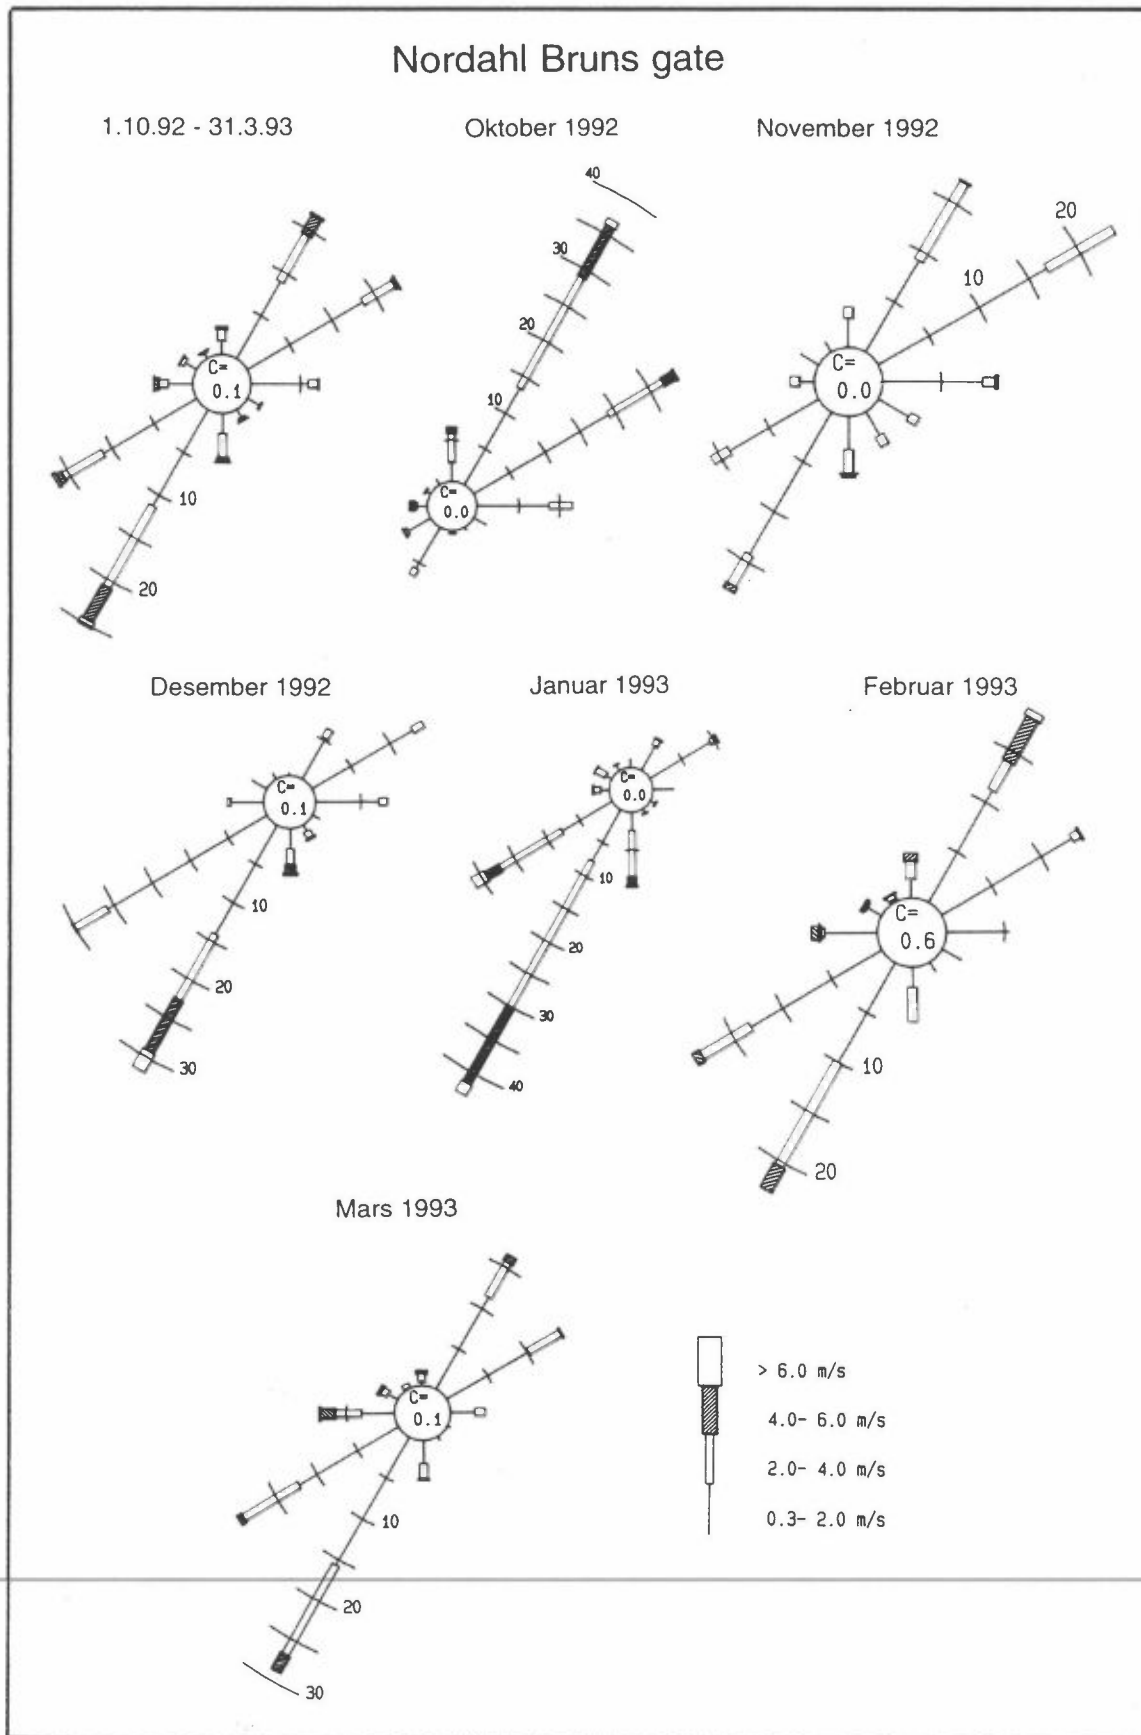 Nordahl Bruns gate
1.10.92 - 31.3.93
Oktober 1992
November 1992
40
30
20
10
C=
0.0
20
10
C=
0.0
C=
0.1
10
20
Desember 1992
Januar 1993
Februar 1993
C=
0.1
10
20
30
C=
0.0
10
20
30
40
C=
0.6
10
20
Mars 1993
C=
0.1
10
20
30
> 6.0 m/s
4.0- 6.0 m/s
2.0- 4.0 m/s
0.3- 2.0 m/s